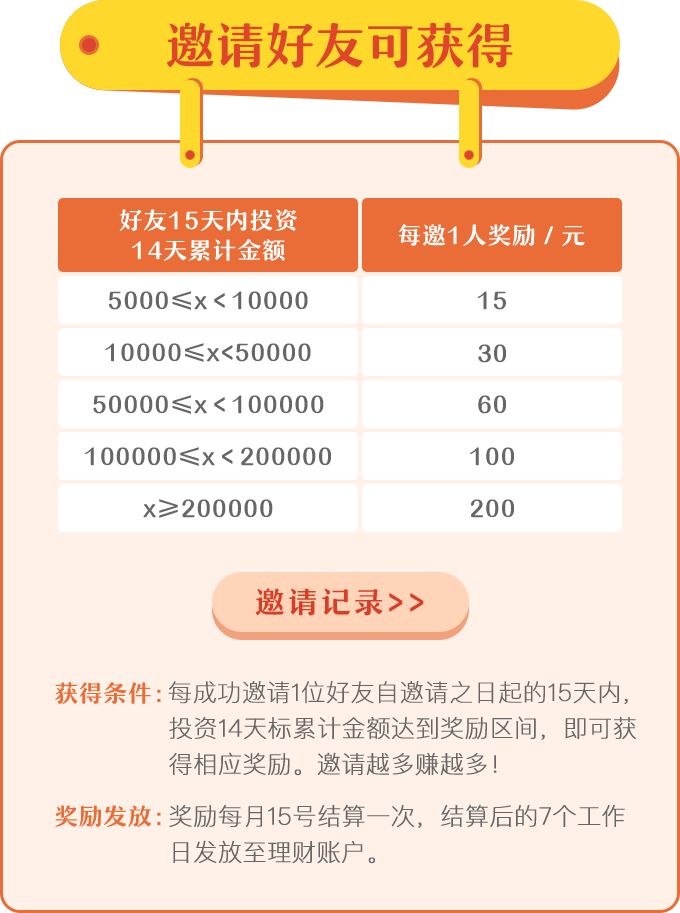 邀请好友可获得
好友15天内投资
14天累计金额
每邀1人奖励 / 元
5000≤x<10000
15
10000≤x<50000
30
50000≤x<100000
60
100000≤x<200000
100
x≥200000
200
邀请记录>>
获得条件：每成功邀请1位好友自邀请之日起的15天内，
投资14天标累计金额达到奖励区间，即可获
得相应奖励。邀请越多赚越多！
奖励发放：奖励每月15号结算一次，结算后的7个工作
日发放至理财账户。